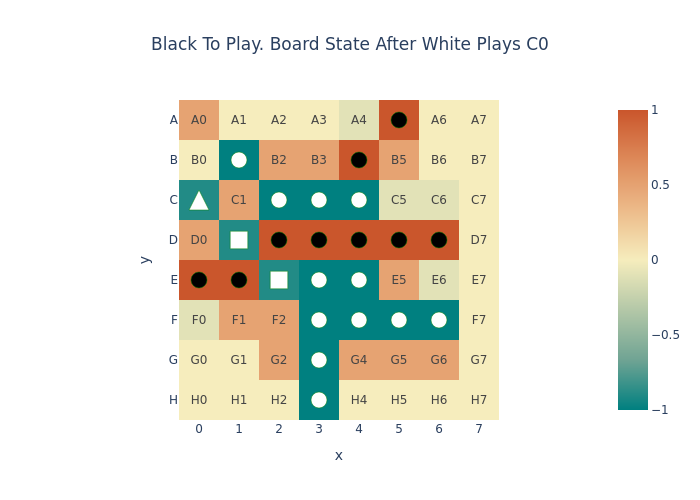 Black To Play. Board State After White Plays C0
A A0 A1 A2 A3 A4 A6 A7
B B0 B2 B3 B5 B6 B7
C C1 C5 C6 C7
D D0 D7
E E5 E6 E7
F F0 F1 F2 F7
G G0 G1 G2 G4 G5 G6 G7
H H0 H1 H2 H4 H5 H6 H7
0 1 2 3 4 5 6 7
x
y
1
0.5
0
−0.5
−1